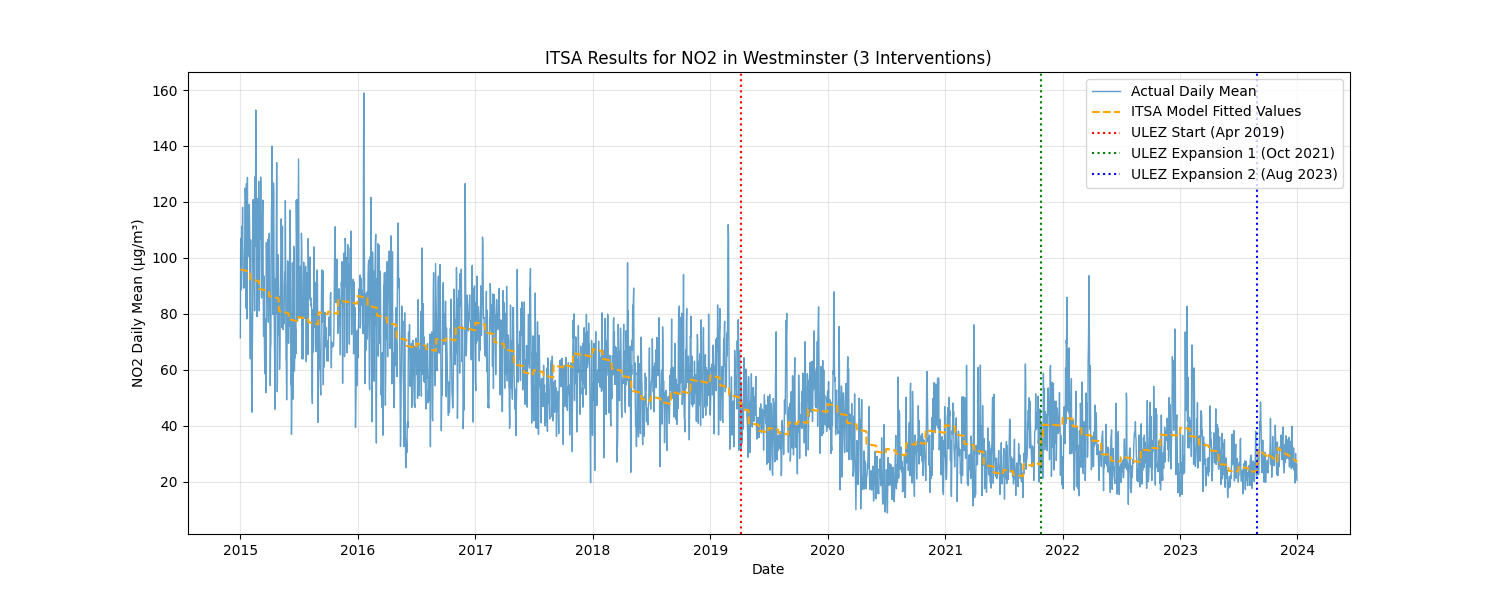 ITSA Results for NO2 in Westminster (3 Interventions)
Actual Daily Mean
ITSA Model Fitted Values
ULEZ Start (Apr 2019)
ULEZ Expansion 1 (Oct 2021)
ULEZ Expansion 2 (Aug 2023)
NO2 Daily Mean (µg/m³)
160
140
120
100
80
60
40
20
2015 2016 2017 2018 2019 2020 2021 2022 2023 2024
Date